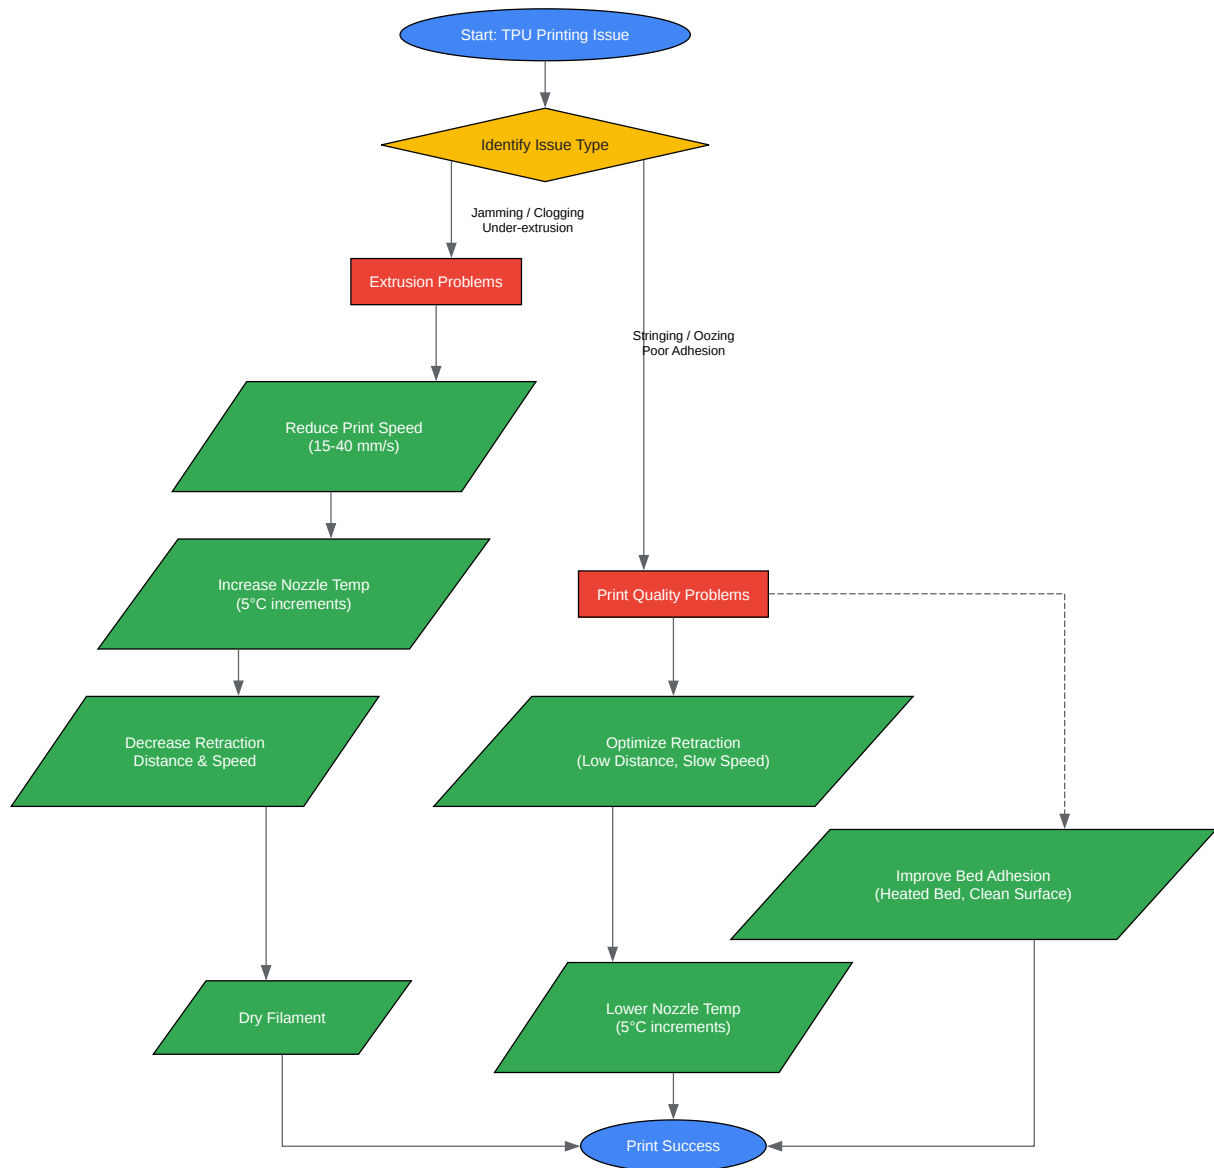 Start: TPU Printing Issue
Identify Issue Type
Jamming / Clogging
Under-extrusion
Extrusion Problems
Stringing / Oozing
Poor Adhesion
Reduce Print Speed
(15-40 mm/s)
Increase Nozzle Temp
(5°C increments)
Print Quality Problems
Decrease Retraction
Distance & Speed
Optimize Retraction
(Low Distance, Slow Speed)
Improve Bed Adhesion
(Heated Bed, Clean Surface)
Dry Filament
Lower Nozzle Temp
(5°C increments)
Print Success